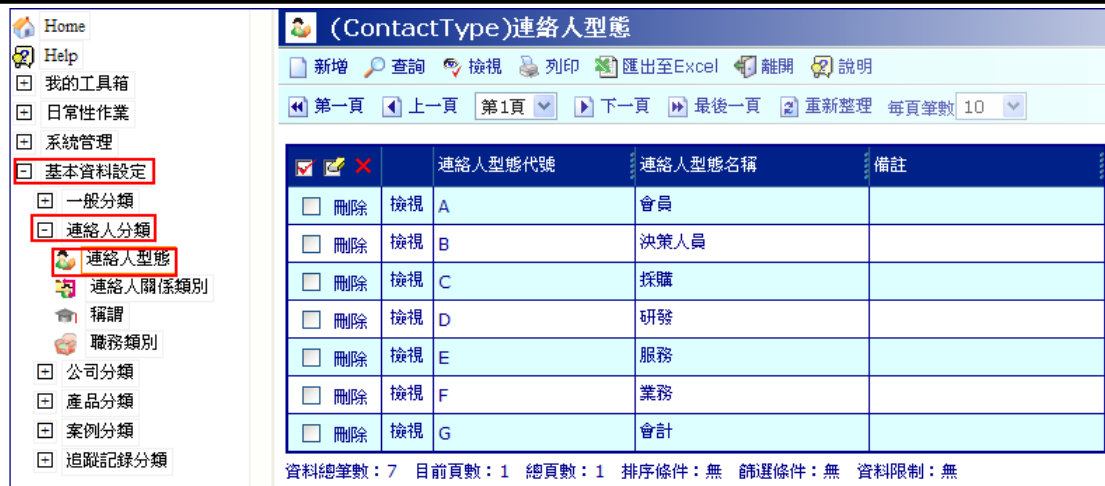 Home
Help
我的工具箱
日常性作業
系統管理
基本資料設定
一般分類
連絡人分類
連絡人型態
連絡人關係類別
稱謂
職務類別
公司分類
產品分類
案例分類
追蹤記錄分類
(ContactType)連絡人型態
新增 查詢 檢視 列印 匯出至Excel 離開 說明
第一頁 上一頁 第1頁 下一頁 最後一頁 重新整理 每頁筆數 10
連絡人型態代號 連絡人型態名稱 備註
刪除 檢視 A 會員
刪除 檢視 B 決策人員
刪除 檢視 C 採購
刪除 檢視 D 研發
刪除 檢視 E 服務
刪除 檢視 F 業務
刪除 檢視 G 會計
資料總筆數：7 目前頁數：1 總頁數：1 排序條件：無 篩選條件：無 資料限制：無